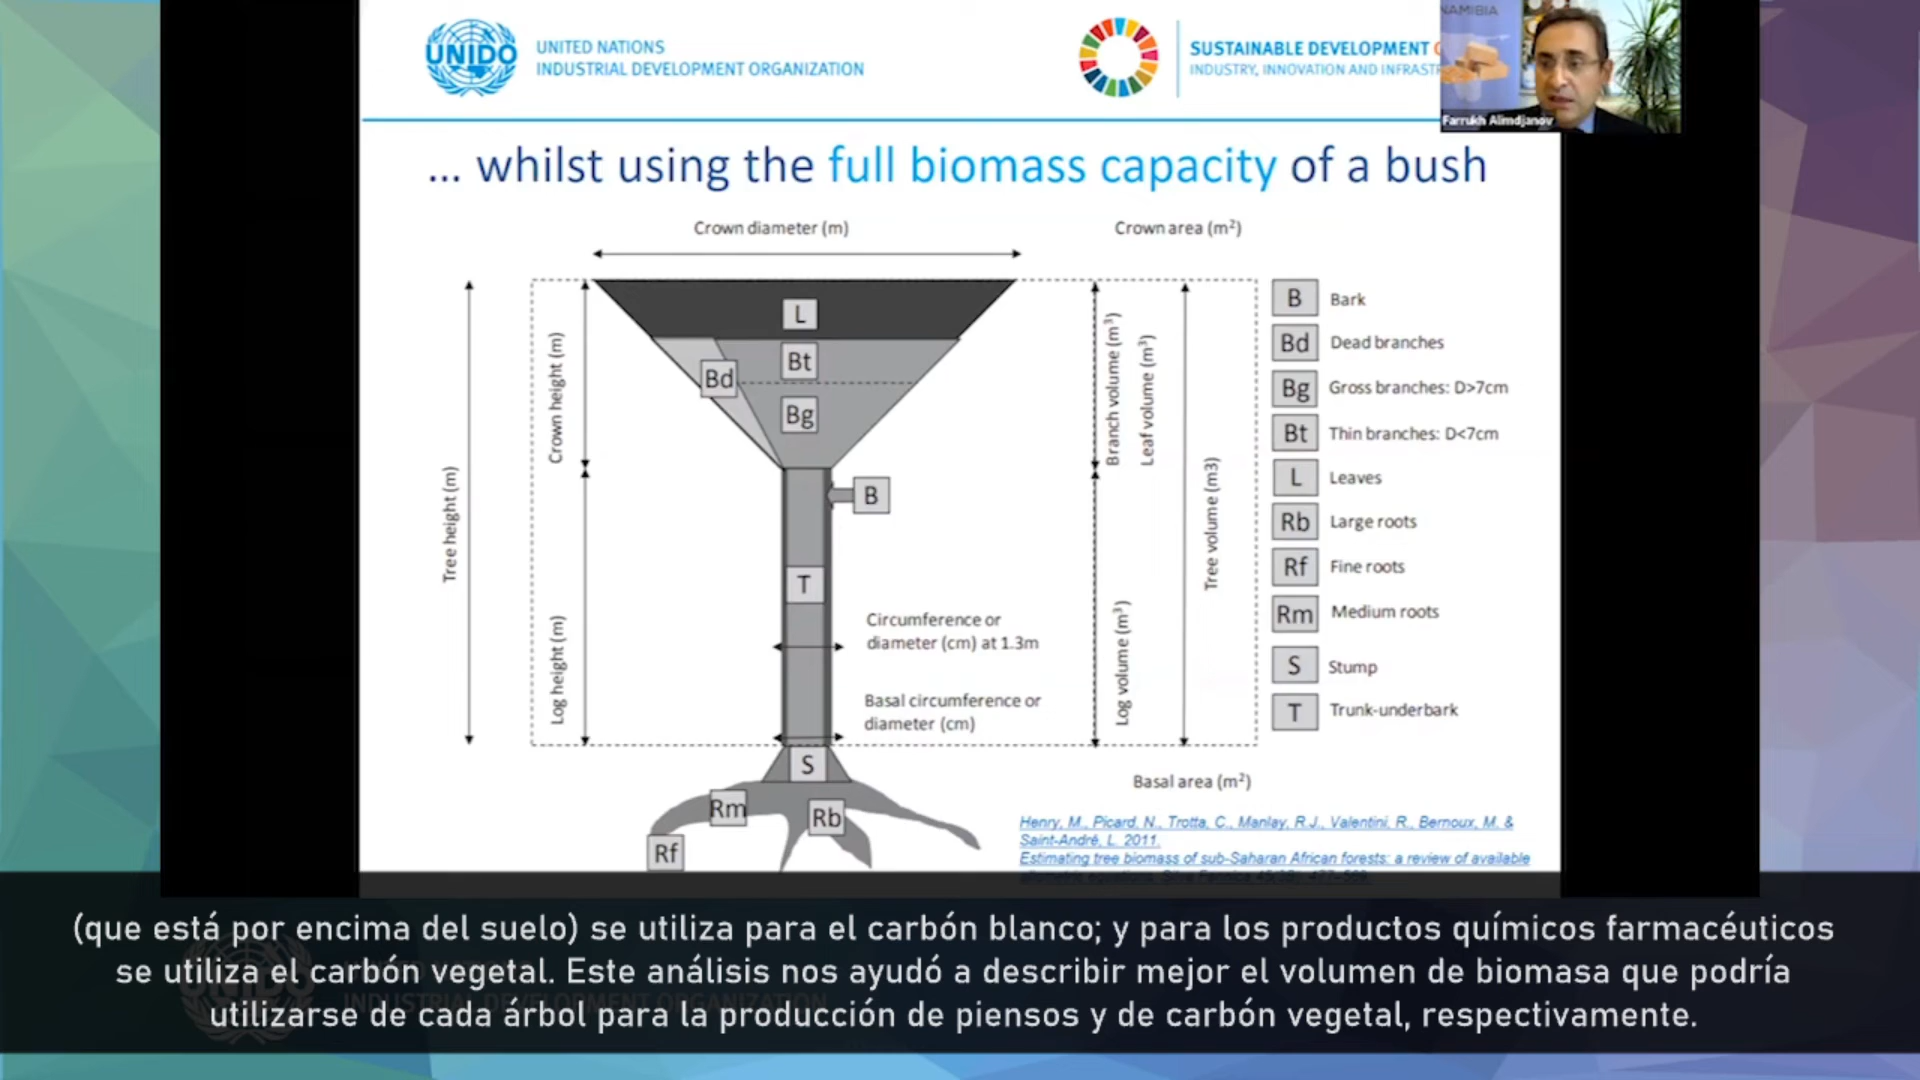 UNIDO
UNITED NATIONS
INDUSTRIAL DEVELOPMENT ORGANIZATION
SUSTAINABLE DEVELOPMENT
INDUSTRY, INNOVATION AND INFRAST
NAMIBIA
Farrukh Alimdjanov
... whilst using the full biomass capacity of a bush
Crown diameter (m)
Crown area (m²)
Tree height (m)
Crown height (m)
Log height (m)
L
Bt
Bd
Bg
B
T
Circumference or
diameter (cm) at 1.3m
Basal circumference or
diameter (cm)
S
Rm
Rb
Rf
Branch volume (m³)
Leaf volume (m³)
Log volume (m³)
Tree volume (m3)
Basal area (m²)
B Bark
Bd Dead branches
Bg Gross branches: D>7cm
Bt Thin branches: D<7cm
L Leaves
Rb Large roots
Rf Fine roots
Rm Medium roots
S Stump
T Trunk-underbark
Henry, M., Picard, N., Trotta, C., Manlay, R.J., Valentini, R., Bernoux, M. &
Saint-André, L. 2011.
Estimating tree biomass of sub-Saharan African forests: a review of available
(que está por encima del suelo) se utiliza para el carbón blanco; y para los productos químicos farmacéuticos
se utiliza el carbón vegetal. Este análisis nos ayudó a describir mejor el volumen de biomasa que podría
utilizarse de cada árbol para la producción de piensos y de carbón vegetal, respectivamente.